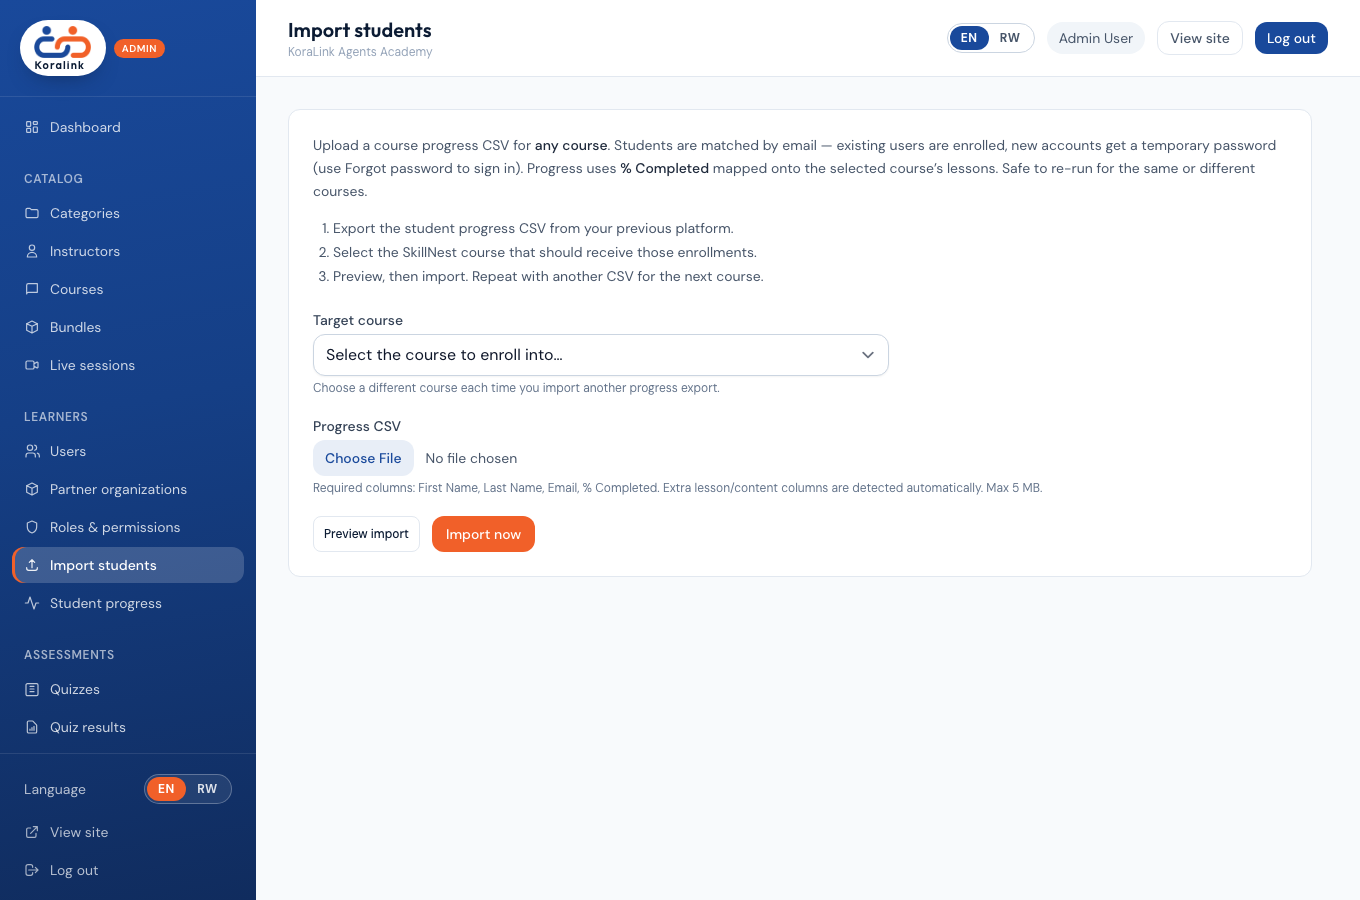 Koralink
ADMIN
Dashboard
CATALOG
Categories
Instructors
Courses
Bundles
Live sessions
LEARNERS
Users
Partner organizations
Roles & permissions
Import students
Student progress
ASSESSMENTS
Quizzes
Quiz results
Language
EN RW
View site
Log out
Import students
KoraLink Agents Academy
EN RW
Admin User
View site
Log out
Upload a course progress CSV for any course. Students are matched by email — existing users are enrolled, new accounts get a temporary password
(use Forgot password to sign in). Progress uses % Completed mapped onto the selected course’s lessons. Safe to re-run for the same or different
courses.
1. Export the student progress CSV from your previous platform.
2. Select the SkillNest course that should receive those enrollments.
3. Preview, then import. Repeat with another CSV for the next course.
Target course
Select the course to enroll into…
Choose a different course each time you import another progress export.
Progress CSV
Choose File No file chosen
Required columns: First Name, Last Name, Email, % Completed. Extra lesson/content columns are detected automatically. Max 5 MB.
Preview import
Import now